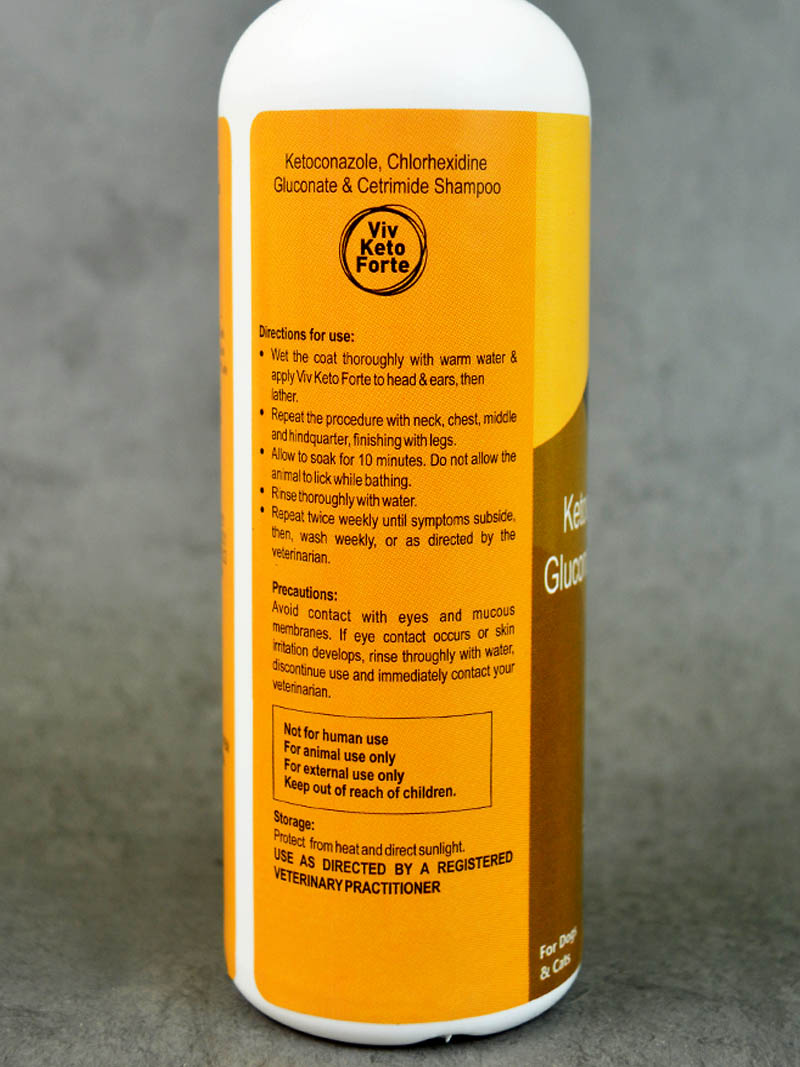 Ketoconazole, Chlorhexidine
Gluconate & Cetrimide Shampoo
Viv
Keto
Forte
Directions for use:
• Wet the coat thoroughly with warm water &
apply Viv Keto Forte to head & ears, then
lather.
• Repeat the procedure with neck, chest, middle
and hindquarter, finishing with legs.
• Allow to soak for 10 minutes. Do not allow the
animal to lick while bathing.
• Rinse thoroughly with water.
• Repeat twice weekly until symptoms subside,
then, wash weekly, or as directed by the
veterinarian.
Precautions:
Avoid contact with eyes and mucous
membranes. If eye contact occurs or skin
irritation develops, rinse throughly with water,
discontinue use and immediately contact your
veterinarian.
Not for human use
For animal use only
For external use only
Keep out of reach of children.
Storage:
Protect from heat and direct sunlight.
USE AS DIRECTED BY A REGISTERED
VETERINARY PRACTITIONER
For Dogs
& Cats